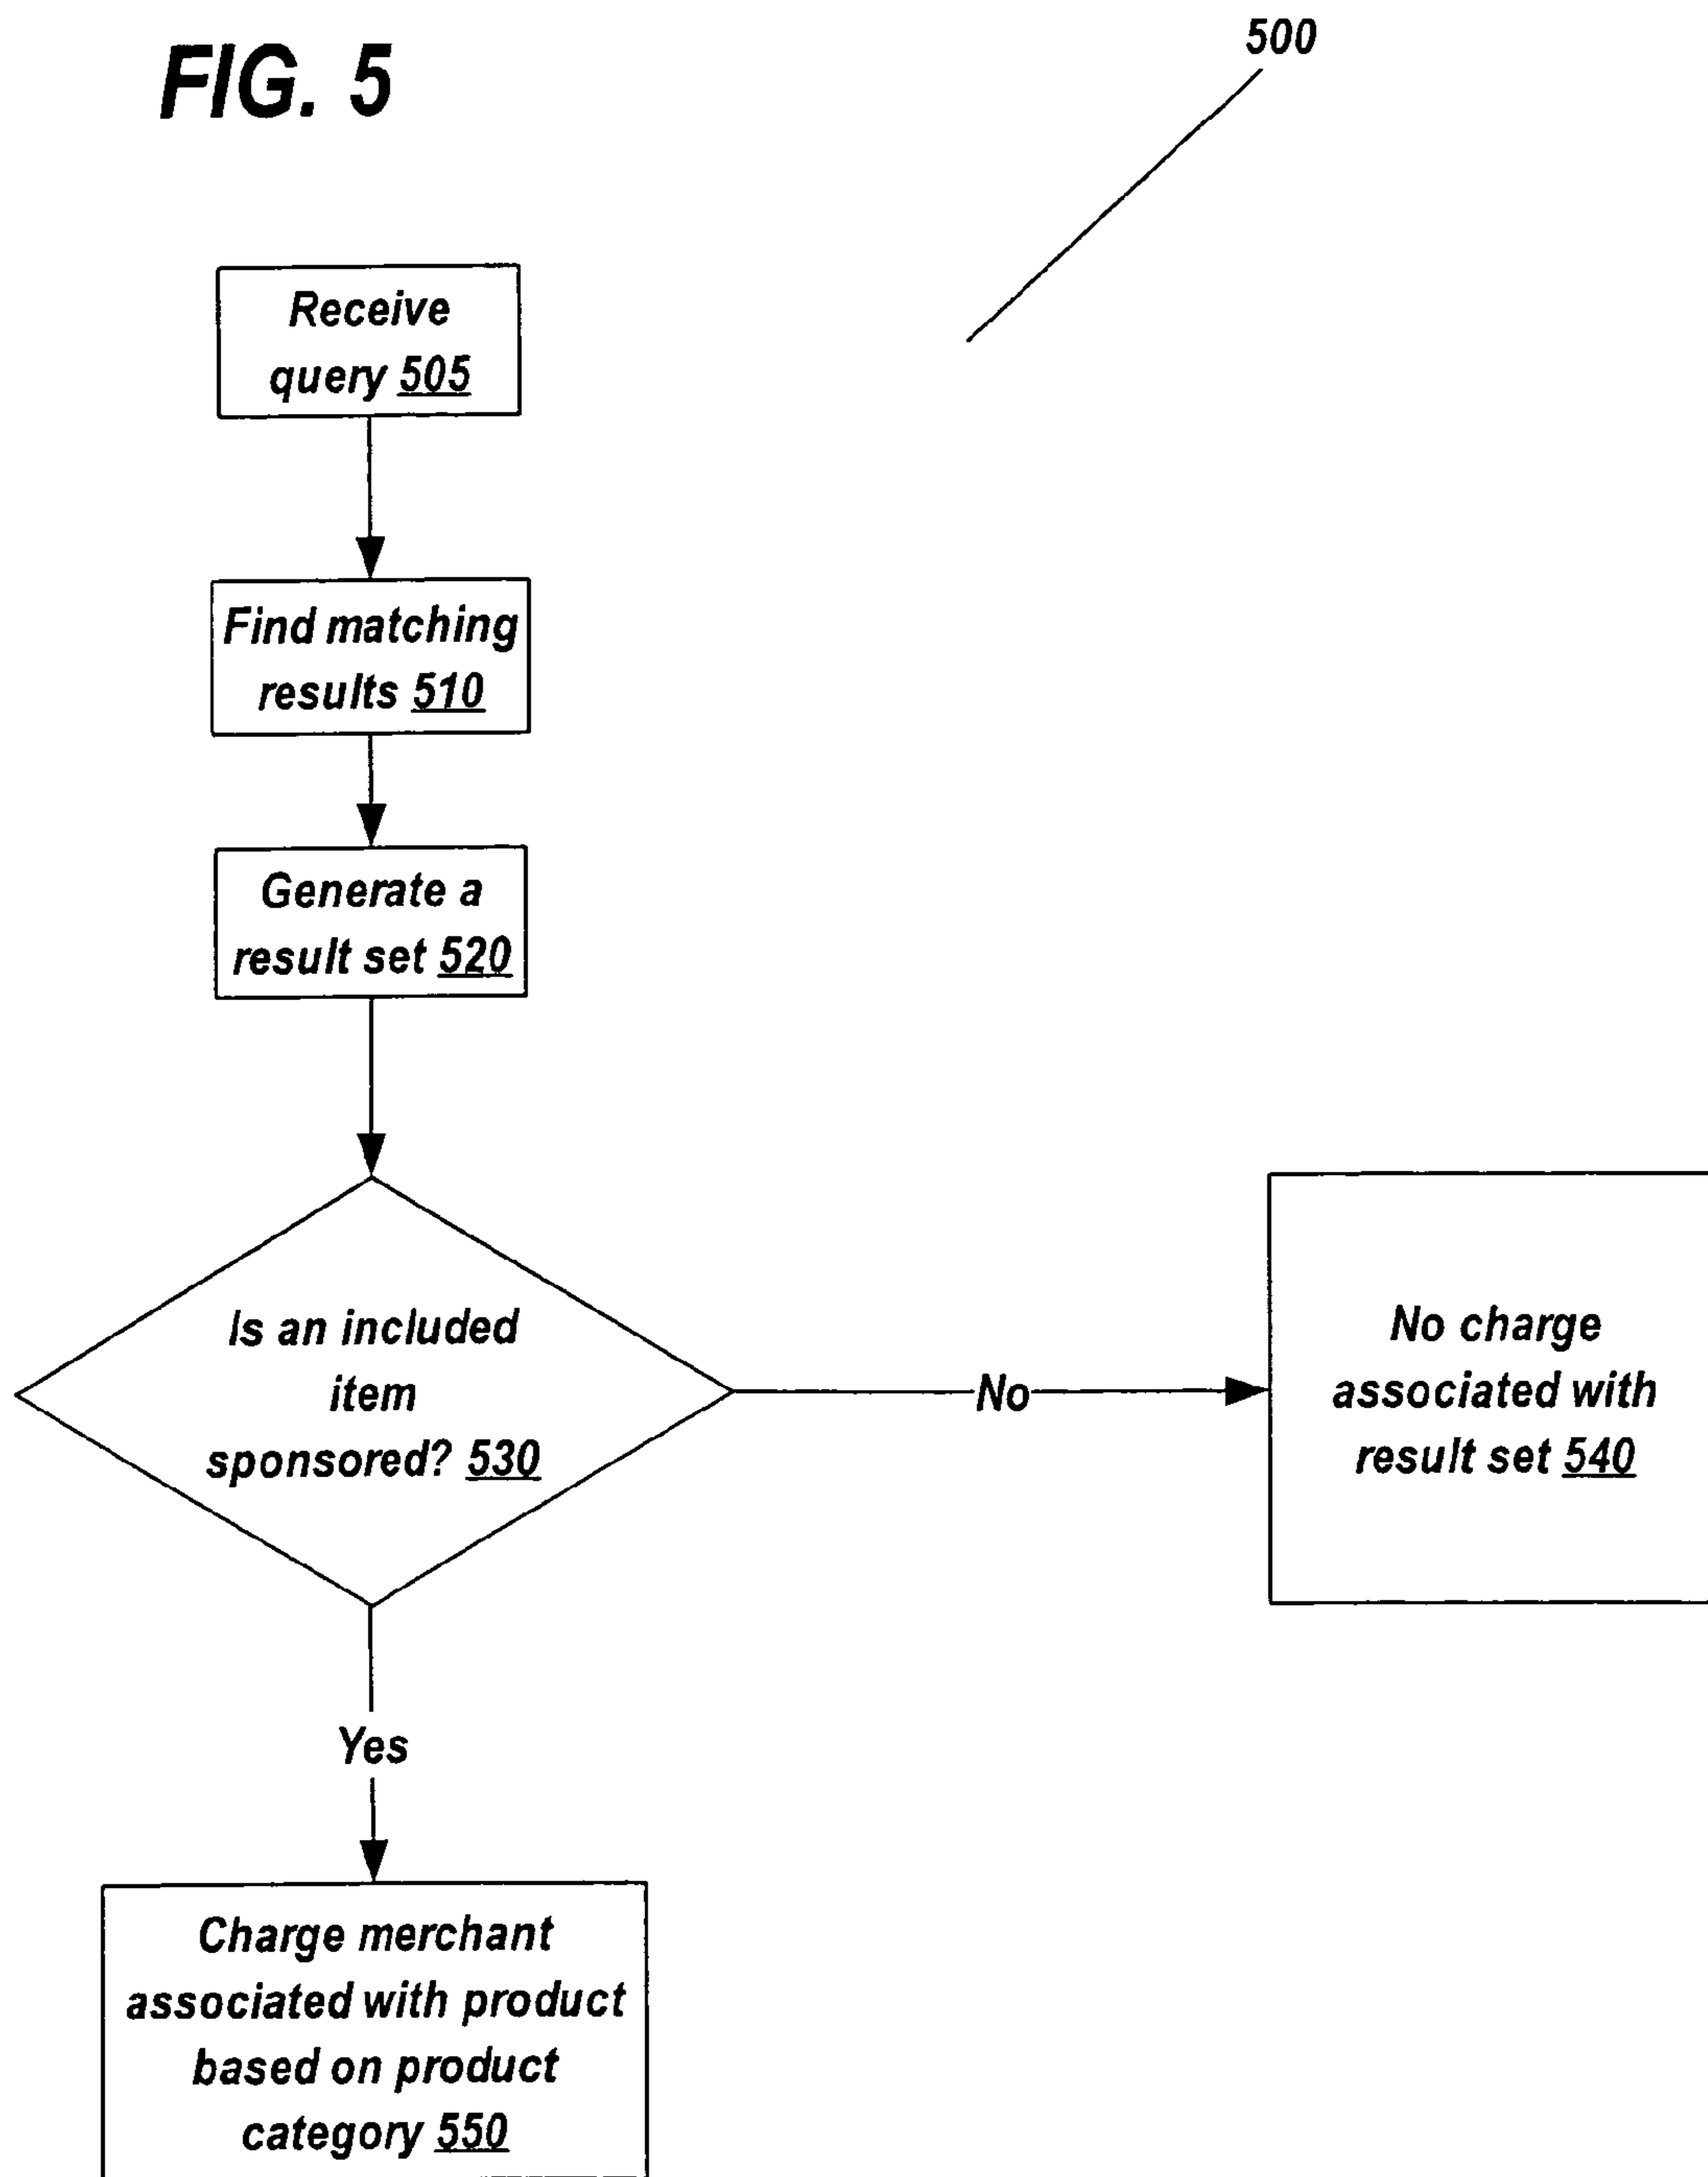 FIG. 5
500
Receive
query 505
Find matching
results 510
Generate a
result set 520
Is an included
item
sponsored? 530
No
No charge
associated with
result set 540
Yes
Charge merchant
associated with product
based on product
category 550